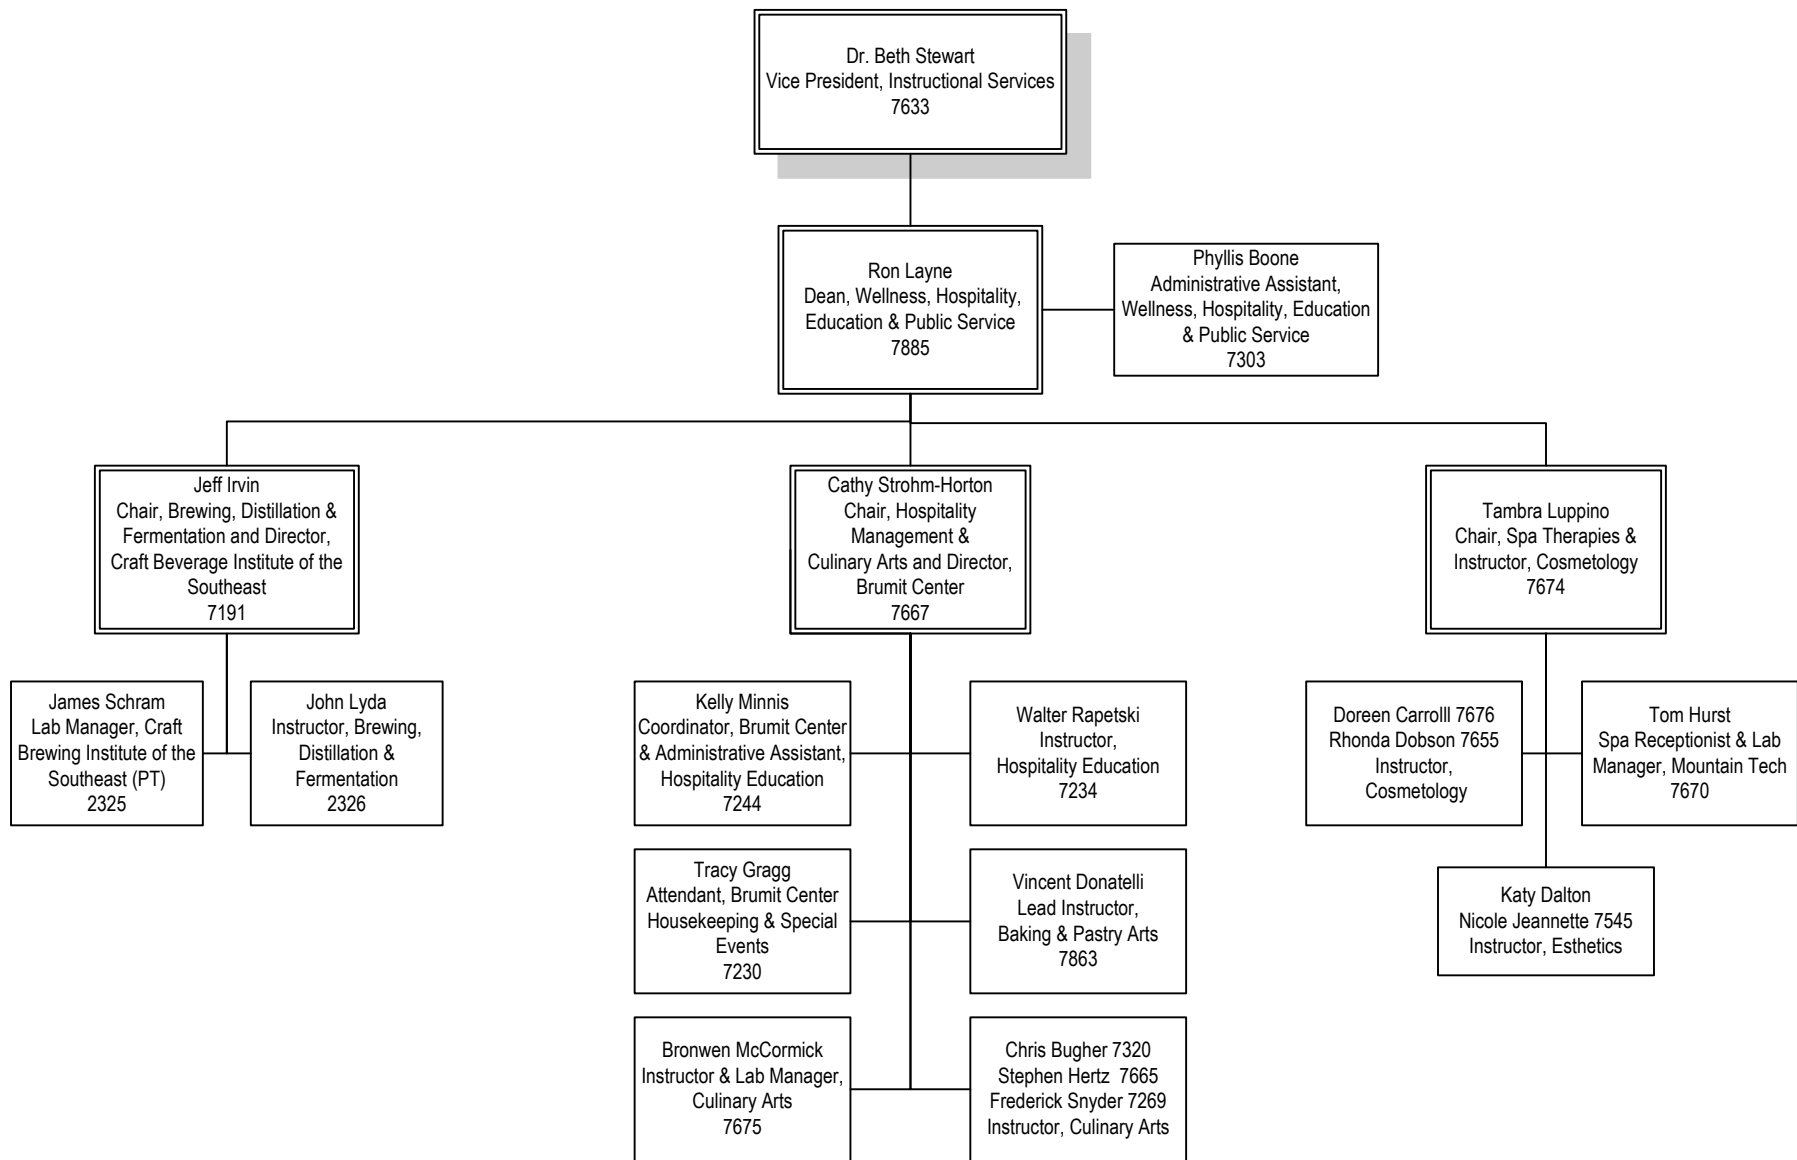 Dr. Beth Stewart
Vice President, Instructional Services
7633
Ron Layne
Dean, Wellness, Hospitality,
Education & Public Service
7885
Phyllis Boone
Administrative Assistant,
Wellness, Hospitality, Education
& Public Service
7303
Jeff Irvin
Chair, Brewing, Distillation &
Fermentation and Director,
Craft Beverage Institute of the
Southeast
7191
Cathy Strohm-Horton
Chair, Hospitality
Management &
Culinary Arts and Director,
Brumit Center
7667
Tambra Luppino
Chair, Spa Therapies &
Instructor, Cosmetology
7674
James Schram
Lab Manager, Craft
Brewing Institute of the
Southeast (PT)
2325
John Lyda
Instructor, Brewing,
Distillation &
Fermentation
2326
Kelly Minnis
Coordinator, Brumit Center
& Administrative Assistant,
Hospitality Education
7244
Walter Rapetski
Instructor,
Hospitality Education
7234
Doreen Carrolll 7676
Rhonda Dobson 7655
Instructor,
Cosmetology
Tom Hurst
Spa Receptionist & Lab
Manager, Mountain Tech
7670
Tracy Gragg
Attendant, Brumit Center
Housekeeping & Special
Events
7230
Vincent Donatelli
Lead Instructor,
Baking & Pastry Arts
7863
Katy Dalton
Nicole Jeannette 7545
Instructor, Esthetics
Bronwen McCormick
Instructor & Lab Manager,
Culinary Arts
7675
Chris Bugher 7320
Stephen Hertz  7665
Frederick Snyder 7269
Instructor, Culinary Arts